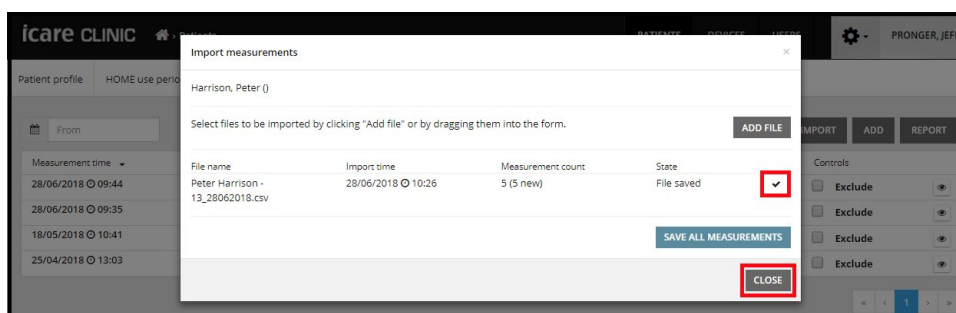 icare CLINIC
Patients
PATIENTS DEVICES USERS
PRONGER, JEF
Patient profile HOME use perio
From
IMPORT ADD REPORT
Measurement time
Controls
28/06/2018 09:44 Exclude
28/06/2018 09:35 Exclude
18/05/2018 10:41 Exclude
25/04/2018 13:03 Exclude
« ‹ 1 › »
Import measurements ×
Harrison, Peter ()
Select files to be imported by clicking "Add file" or by dragging them into the form.
ADD FILE
File name Import time Measurement count State
Peter Harrison - 28/06/2018 10:26 5 (5 new) File saved
13_28062018.csv
SAVE ALL MEASUREMENTS
CLOSE